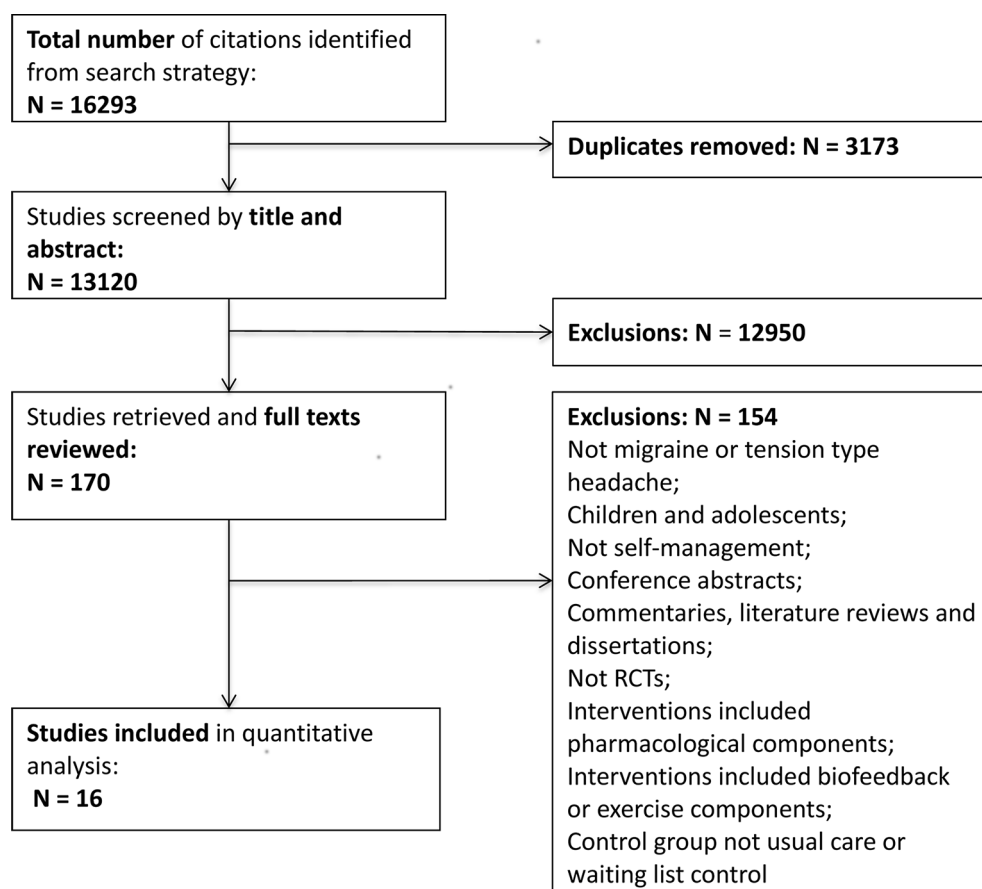 Total number of citations identified
from search strategy:
N = 16293
Duplicates removed: N = 3173
Studies screened by title and
abstract:
N = 13120
Exclusions: N = 12950
Studies retrieved and full texts
reviewed:
N = 170
Exclusions: N = 154
Not migraine or tension type
headache;
Children and adolescents;
Not self-management;
Conference abstracts;
Commentaries, literature reviews and
dissertations;
Not RCTs;
Interventions included
pharmacological components;
Interventions included biofeedback
or exercise components;
Control group not usual care or
waiting list control
Studies included in quantitative
analysis:
N = 16